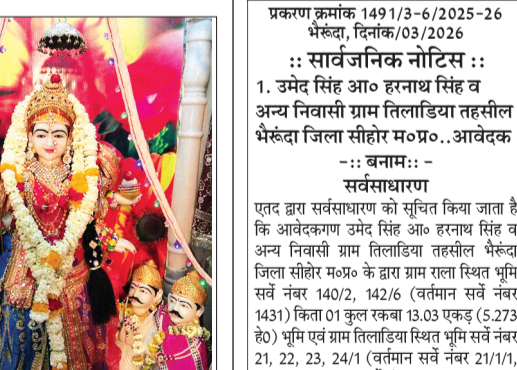 प्रकरण क्रमांक 1491/3-6/2025-26
भैरूंदा, दिनांक/03/2026
:: सार्वजनिक नोटिस ::
1. उमेद सिंह आ० हरनाथ सिंह व
अन्य निवासी ग्राम तिलाडिया तहसील
भैरूंदा जिला सीहोर म०प्र०..आवेदक
-:: बनाम:: -
सर्वसाधारण
एतद द्वारा सर्वसाधारण को सूचित किया जाता है
कि आवेदकगण उमेद सिंह आ० हरनाथ सिंह व
अन्य निवासी ग्राम तिलाडिया तहसील भैरूंदा
जिला सीहोर म०प्र० के द्वारा ग्राम राला स्थित भूमि
सर्वे नंबर 140/2, 142/6 (वर्तमान सर्वे नंबर
1431) किता 01 कुल रकबा 13.03 एकड़ (5.273
हे0) भूमि एवं ग्राम तिलाडिया स्थित भूमि सर्वे नंबर
21, 22, 23, 24/1 (वर्तमान सर्वे नंबर 21/1/1,